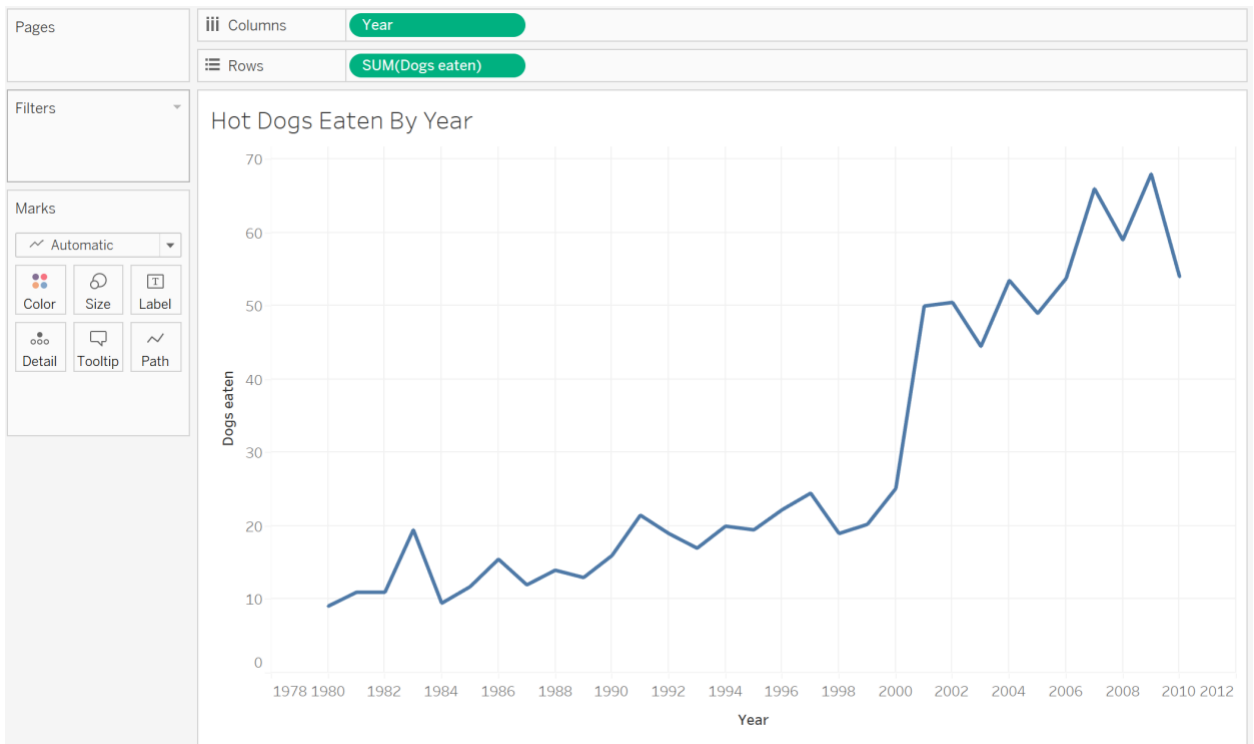 Pages
Columns Year
Rows SUM(Dogs eaten)
Filters
Marks
Automatic
Color Size Label
Detail Tooltip Path
Hot Dogs Eaten By Year
70
60
50
40
30
20
10
0
Dogs eaten
1978 1980 1982 1984 1986 1988 1990 1992 1994 1996 1998 2000 2002 2004 2006 2008 2010 2012
Year